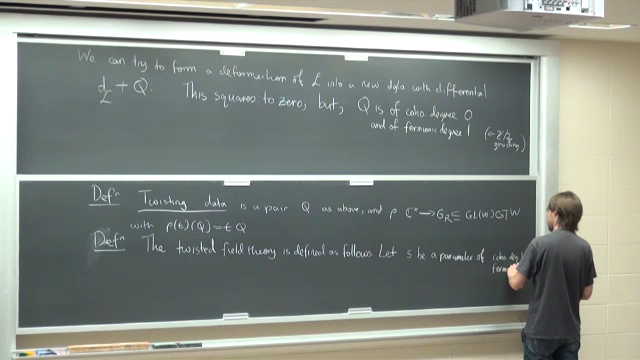 We can try to form a deformation of L into a new data with differential
d_L + Q. This squares to zero, but, Q is of coho. degree 0
and of fermionic degree 1 (← Z/2 grading)
Defⁿ Twisting data is a pair Q as above, and ρ: C^× → G_R ⊆ GL(W)
with ρ(t)(Q) = t Q
Defⁿ The twisted field theory is defined as follows Let s be a parameter of coho deg
ferm